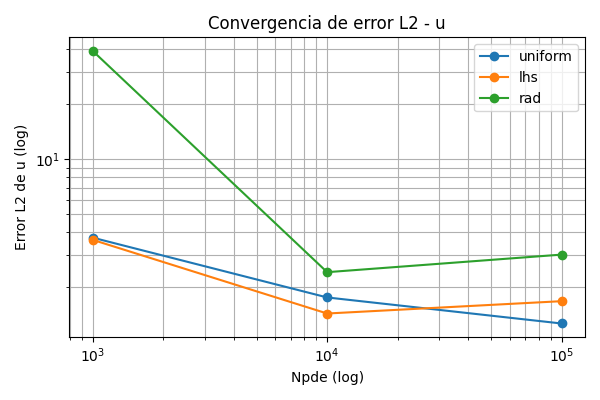 Convergencia de error L2 - u
uniform
lhs
rad
Error L2 de u (log)
10¹
10³
10⁴
10⁵
Npde (log)